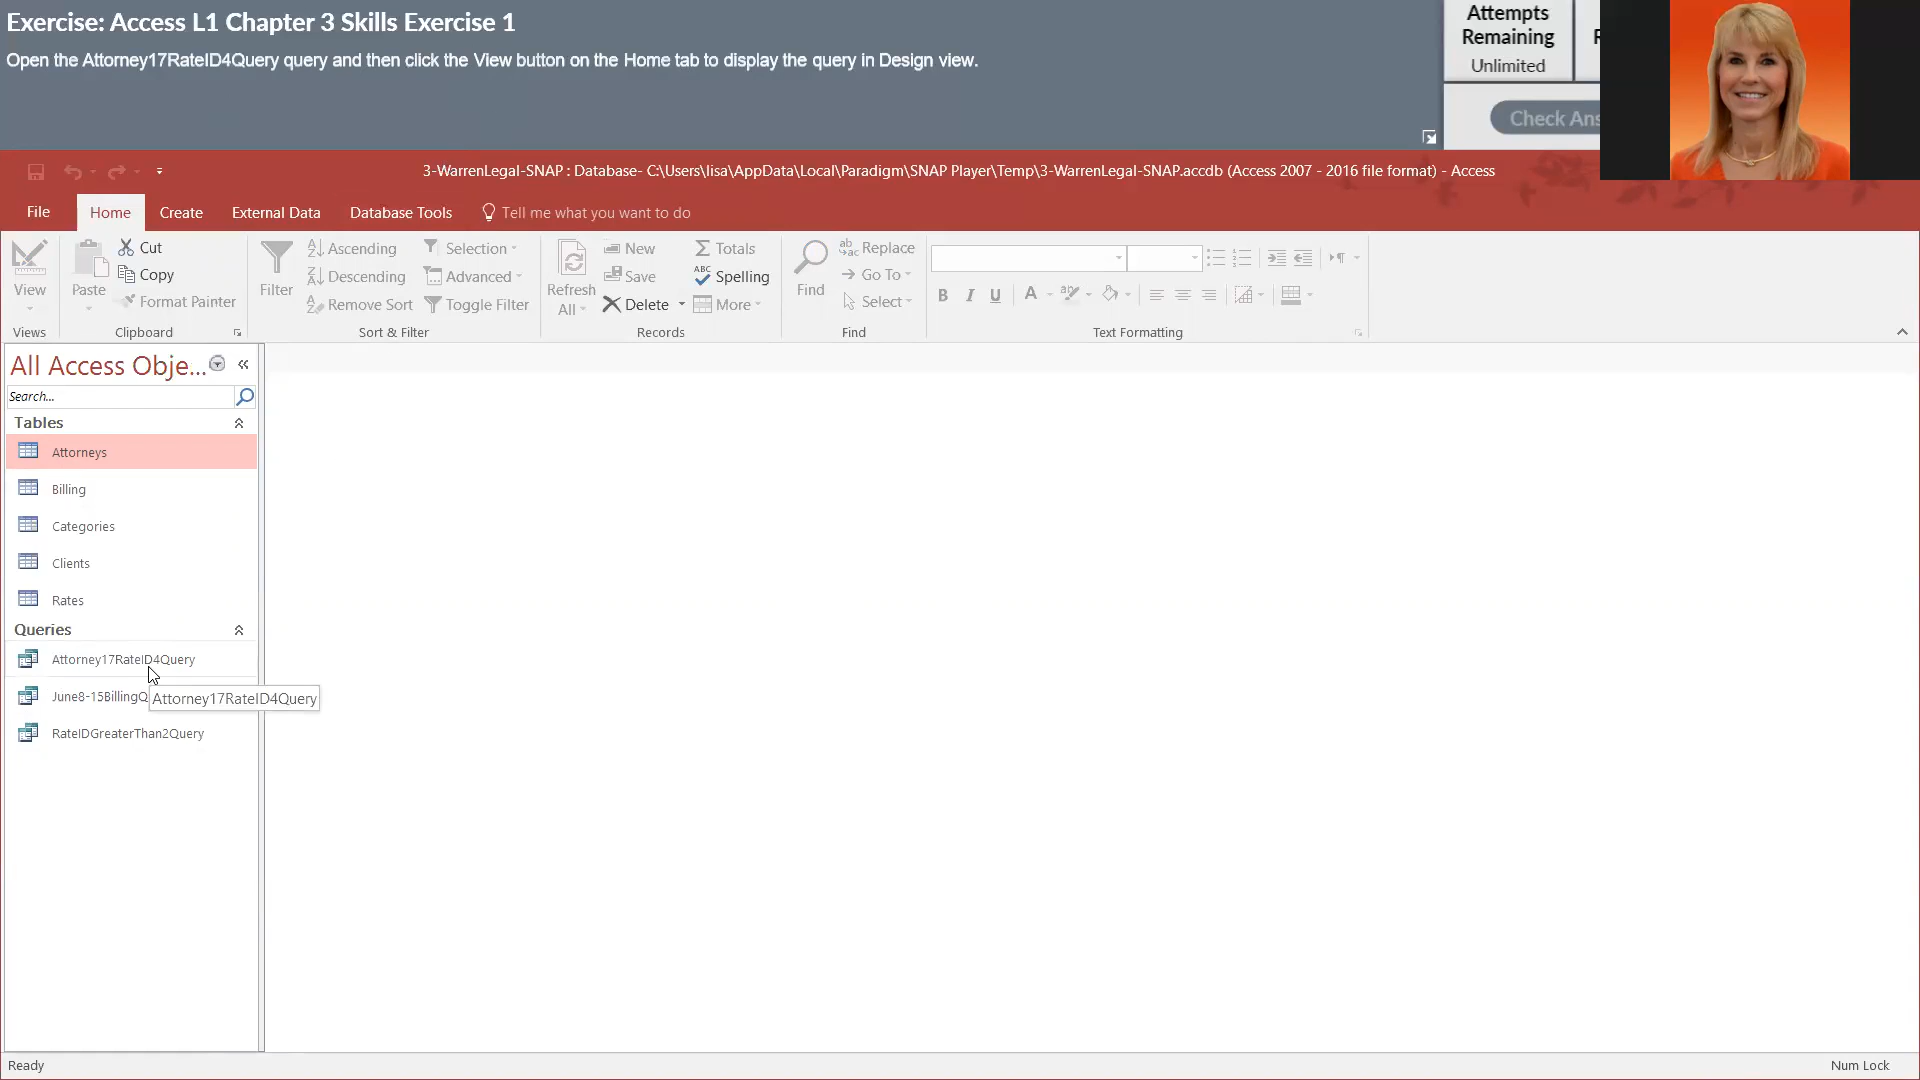 Exercise: Access L1 Chapter 3 Skills Exercise 1
Open the Attorney17RateID4Query query and then click the View button on the Home tab to display the query in Design view.
Attempts
Remaining
Unlimited
R
Check Ans
3-WarrenLegal-SNAP : Database- C:\Users\lisa\AppData\Local\Paradigm\SNAP Player\Temp\3-WarrenLegal-SNAP.accdb (Access 2007 - 2016 file format) - Access
File Home Create External Data Database Tools Tell me what you want to do
View
Views
Paste
Cut
Copy
Format Painter
Clipboard
Filter
Ascending
Descending
Remove Sort
Selection
Advanced
Toggle Filter
Sort & Filter
Refresh
All
New
Save
Delete
Totals
Spelling
More
Records
Find
Replace
Go To
Select
Find
B I U A
Text Formatting
All Access Obje...
Search...
Tables
Attorneys
Billing
Categories
Clients
Rates
Queries
Attorney17RateID4Query
June8-15BillingQ
Attorney17RateID4Query
RateIDGreaterThan2Query
Ready
Num Lock